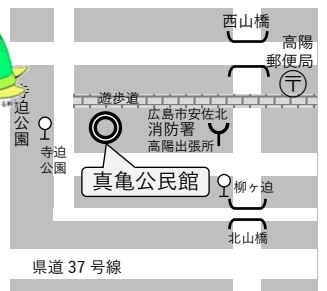 西山橋
高陽
郵便局
〒
遊歩道
広島市安佐北
消防署
高陽出張所
寺迫公園
寺迫
公園
真亀公民館
柳ヶ迫
北山橋
県道 37 号線